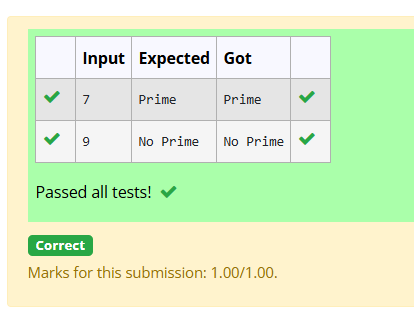 Input Expected Got
7 Prime Prime
9 No Prime No Prime
Passed all tests!
Correct
Marks for this submission: 1.00/1.00.